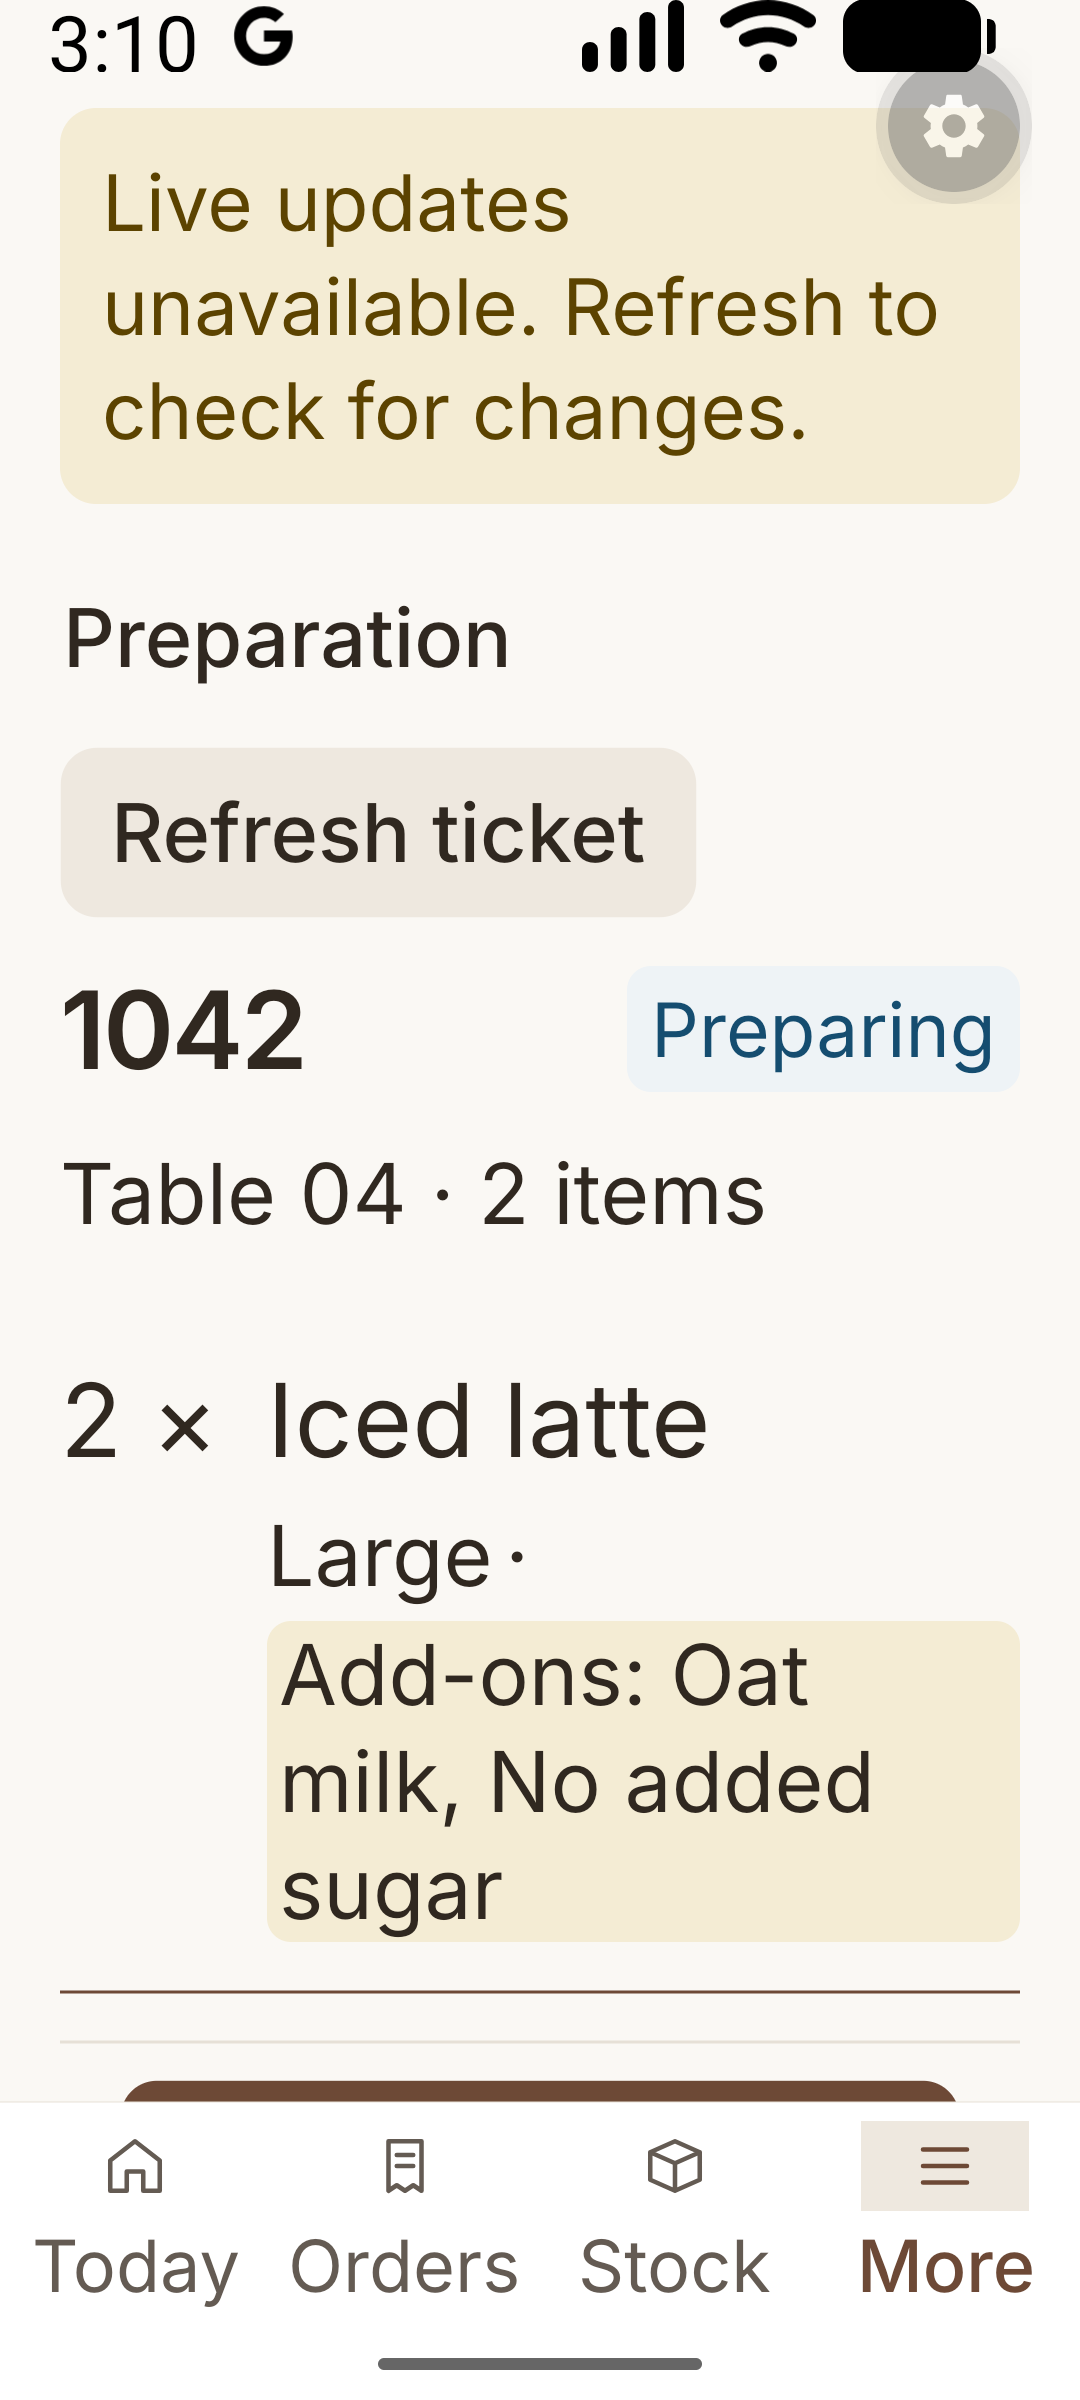 3:10 G
Live updates
unavailable. Refresh to
check for changes.
Preparation
Refresh ticket
1042
Preparing
Table 04 · 2 items
2 × Iced latte
Large ·
Add-ons: Oat
milk, No added
sugar
Today Orders Stock More